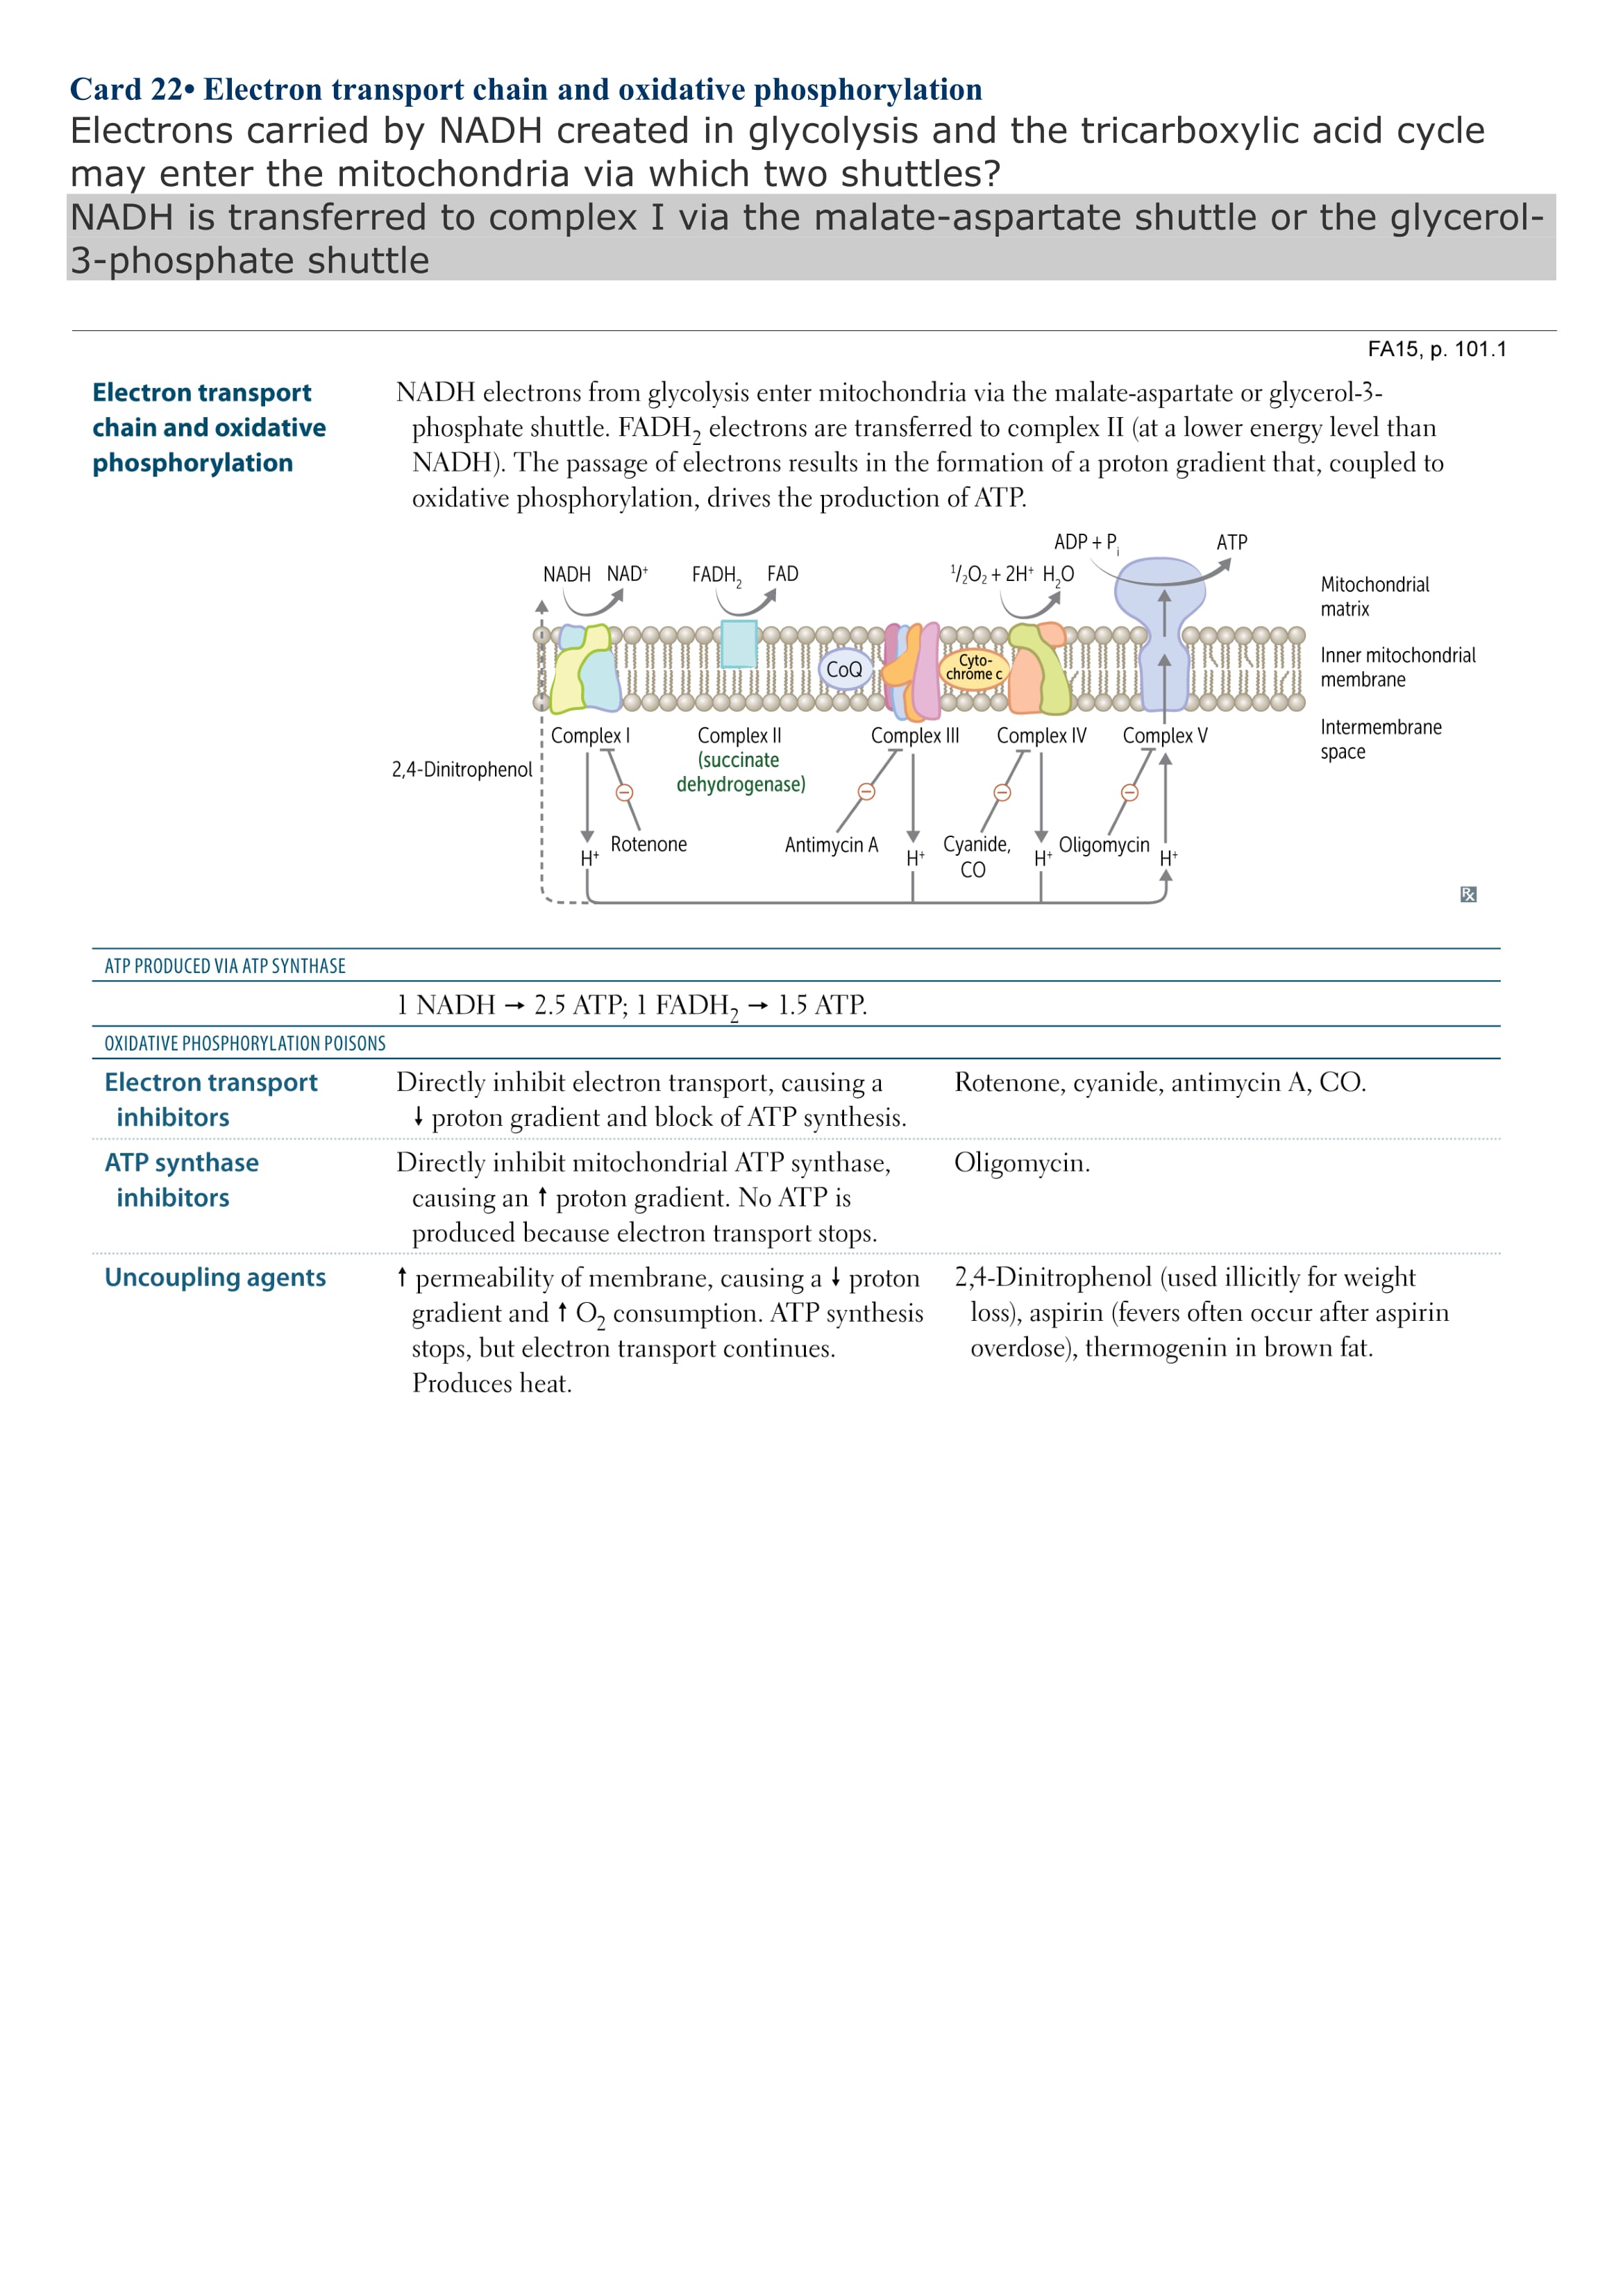 Card 22• Electron transport chain and oxidative phosphorylation
Electrons carried by NADH created in glycolysis and the tricarboxylic acid cycle
may enter the mitochondria via which two shuttles?
NADH is transferred to complex I via the malate-aspartate shuttle or the glycerol-
3-phosphate shuttle
FA15, p. 101.1
Electron transport
chain and oxidative
phosphorylation
NADH electrons from glycolysis enter mitochondria via the malate-aspartate or glycerol-3-
phosphate shuttle. FADH₂ electrons are transferred to complex II (at a lower energy level than
NADH). The passage of electrons results in the formation of a proton gradient that, coupled to
oxidative phosphorylation, drives the production of ATP.
ADP + Pᵢ ATP
NADH NAD⁺ FADH₂ FAD ¹/₂O₂ + 2H⁺ H₂O
Mitochondrial
matrix
CoQ
Cyto-
chrome c
Inner mitochondrial
membrane
Intermembrane
space
Complex I Complex II Complex III Complex IV Complex V
(succinate
dehydrogenase)
2,4-Dinitrophenol
Rotenone Antimycin A Cyanide, Oligomycin
CO
H⁺ H⁺ H⁺ H⁺
Rx
ATP PRODUCED VIA ATP SYNTHASE
1 NADH → 2.5 ATP; 1 FADH₂ → 1.5 ATP.
OXIDATIVE PHOSPHORYLATION POISONS
Electron transport
inhibitors
Directly inhibit electron transport, causing a
↓ proton gradient and block of ATP synthesis.
Rotenone, cyanide, antimycin A, CO.
ATP synthase
inhibitors
Directly inhibit mitochondrial ATP synthase,
causing an ↑ proton gradient. No ATP is
produced because electron transport stops.
Oligomycin.
Uncoupling agents
↑ permeability of membrane, causing a ↓ proton
gradient and ↑ O₂ consumption. ATP synthesis
stops, but electron transport continues.
Produces heat.
2,4-Dinitrophenol (used illicitly for weight
loss), aspirin (fevers often occur after aspirin
overdose), thermogenin in brown fat.